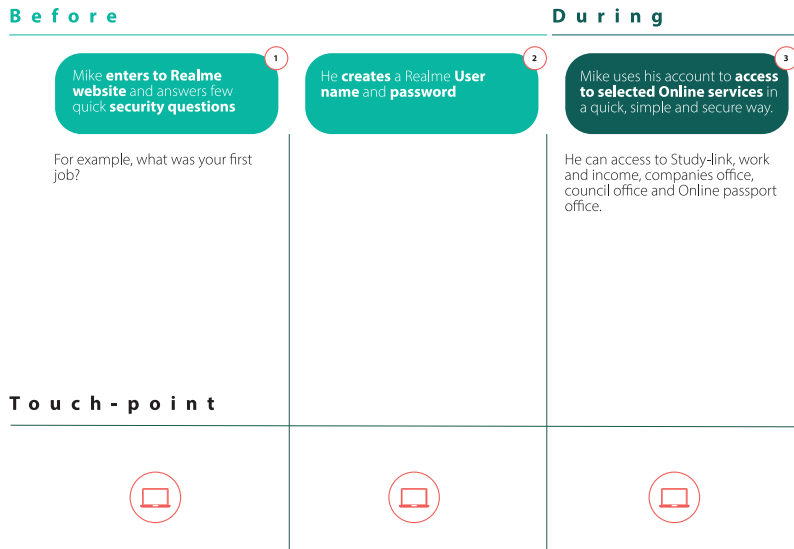 Before
During
1
Mike enters to Realme
website and answers few
quick security questions
2
He creates a Realme User
name and password
3
Mike uses his account to access
to selected Online services in
a quick, simple and secure way.
For example, what was your first
job?
He can access to Study-link, work
and income, companies office,
council office and Online passport
office.
Touch-point